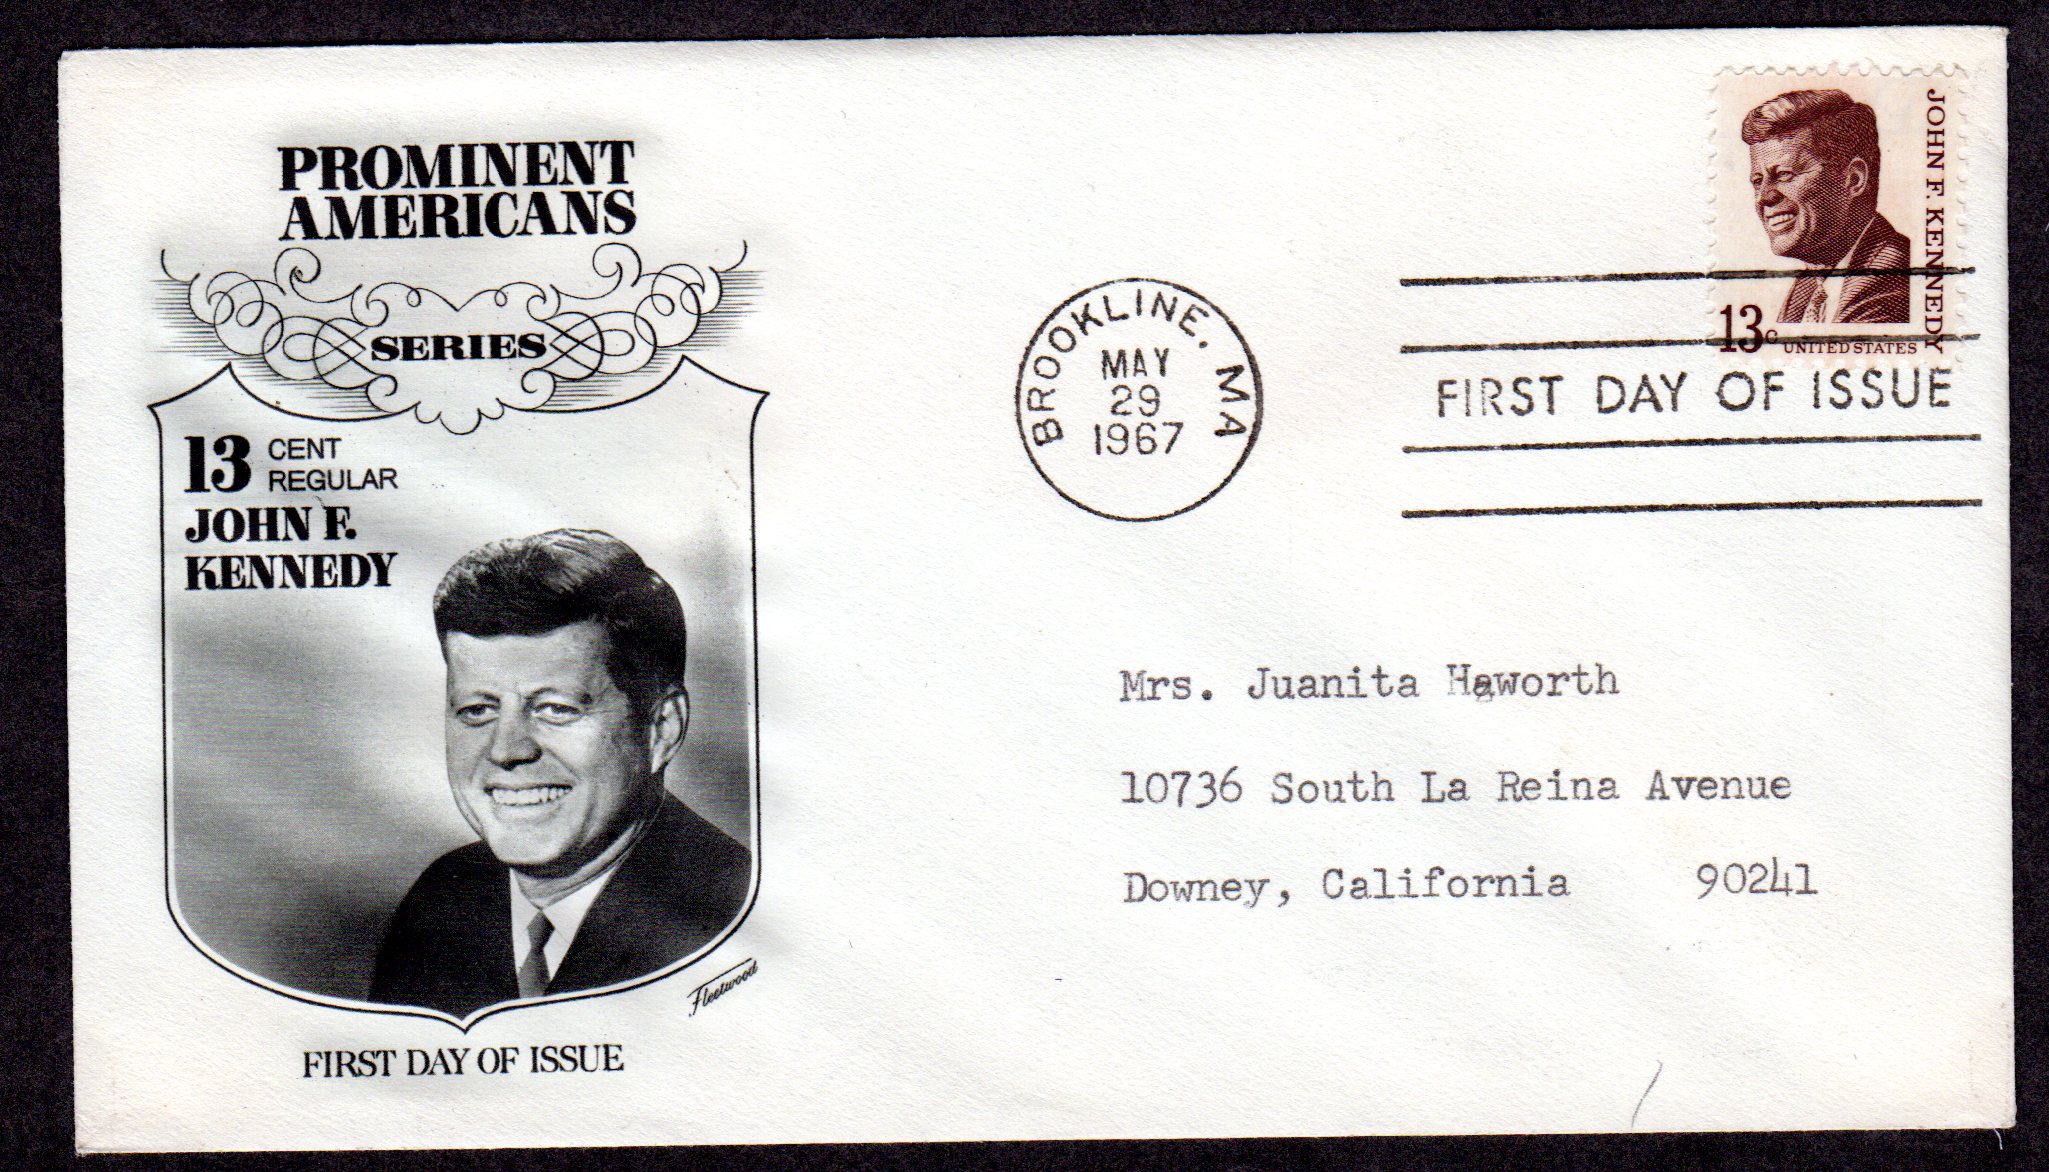 PROMINENT
AMERICANS
SERIES
13 CENT
REGULAR
JOHN F.
KENNEDY
Fleetwood
FIRST DAY OF ISSUE
BROOKLINE, MA
MAY
29
1967
JOHN F. KENNEDY
13c UNITED STATES
FIRST DAY OF ISSUE
Mrs. Juanita Haworth
10736 South La Reina Avenue
Downey, California 90241